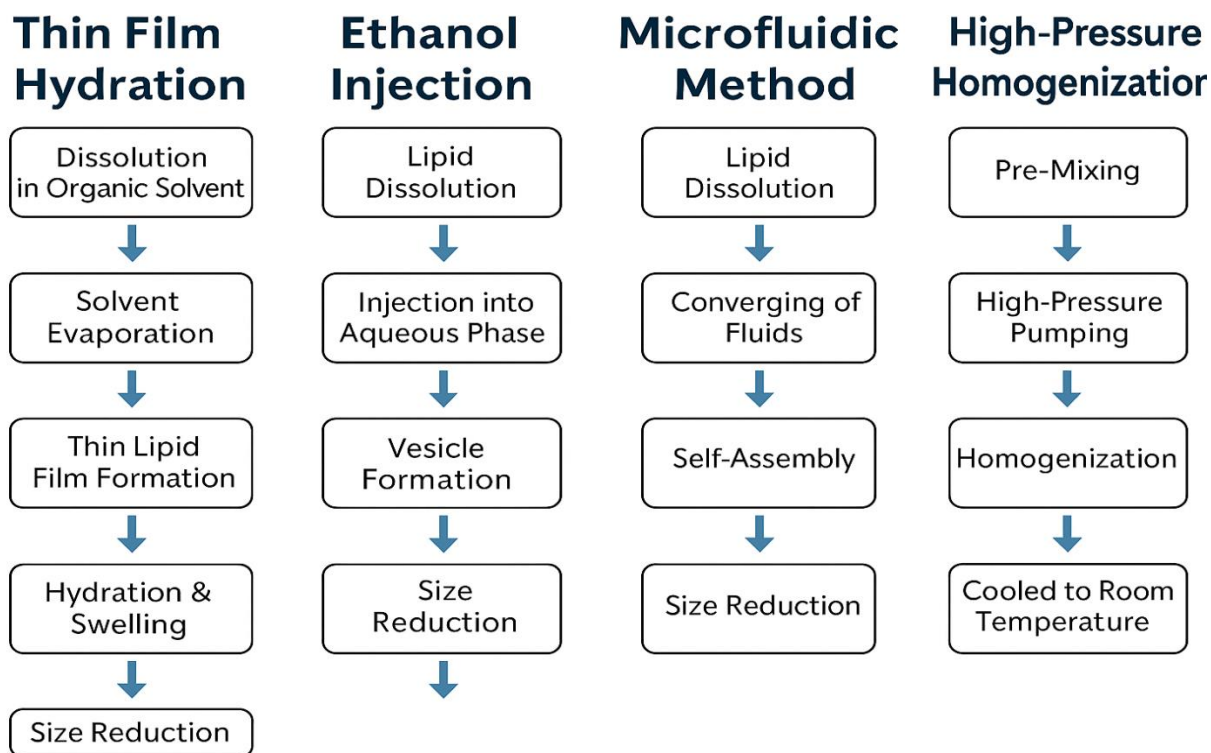 Thin Film
Hydration
Dissolution
in Organic Solvent
Solvent
Evaporation
Thin Lipid
Film Formation
Hydration &
Swelling
Size Reduction
Ethanol
Injection
Lipid
Dissolution
Injection into
Aqueous Phase
Vesicle
Formation
Size
Reduction
Microfluidic
Method
Lipid
Dissolution
Converging of
Fluids
Self-Assembly
Size Reduction
High-Pressure
Homogenization
Pre-Mixing
High-Pressure
Pumping
Homogenization
Cooled to Room
Temperature